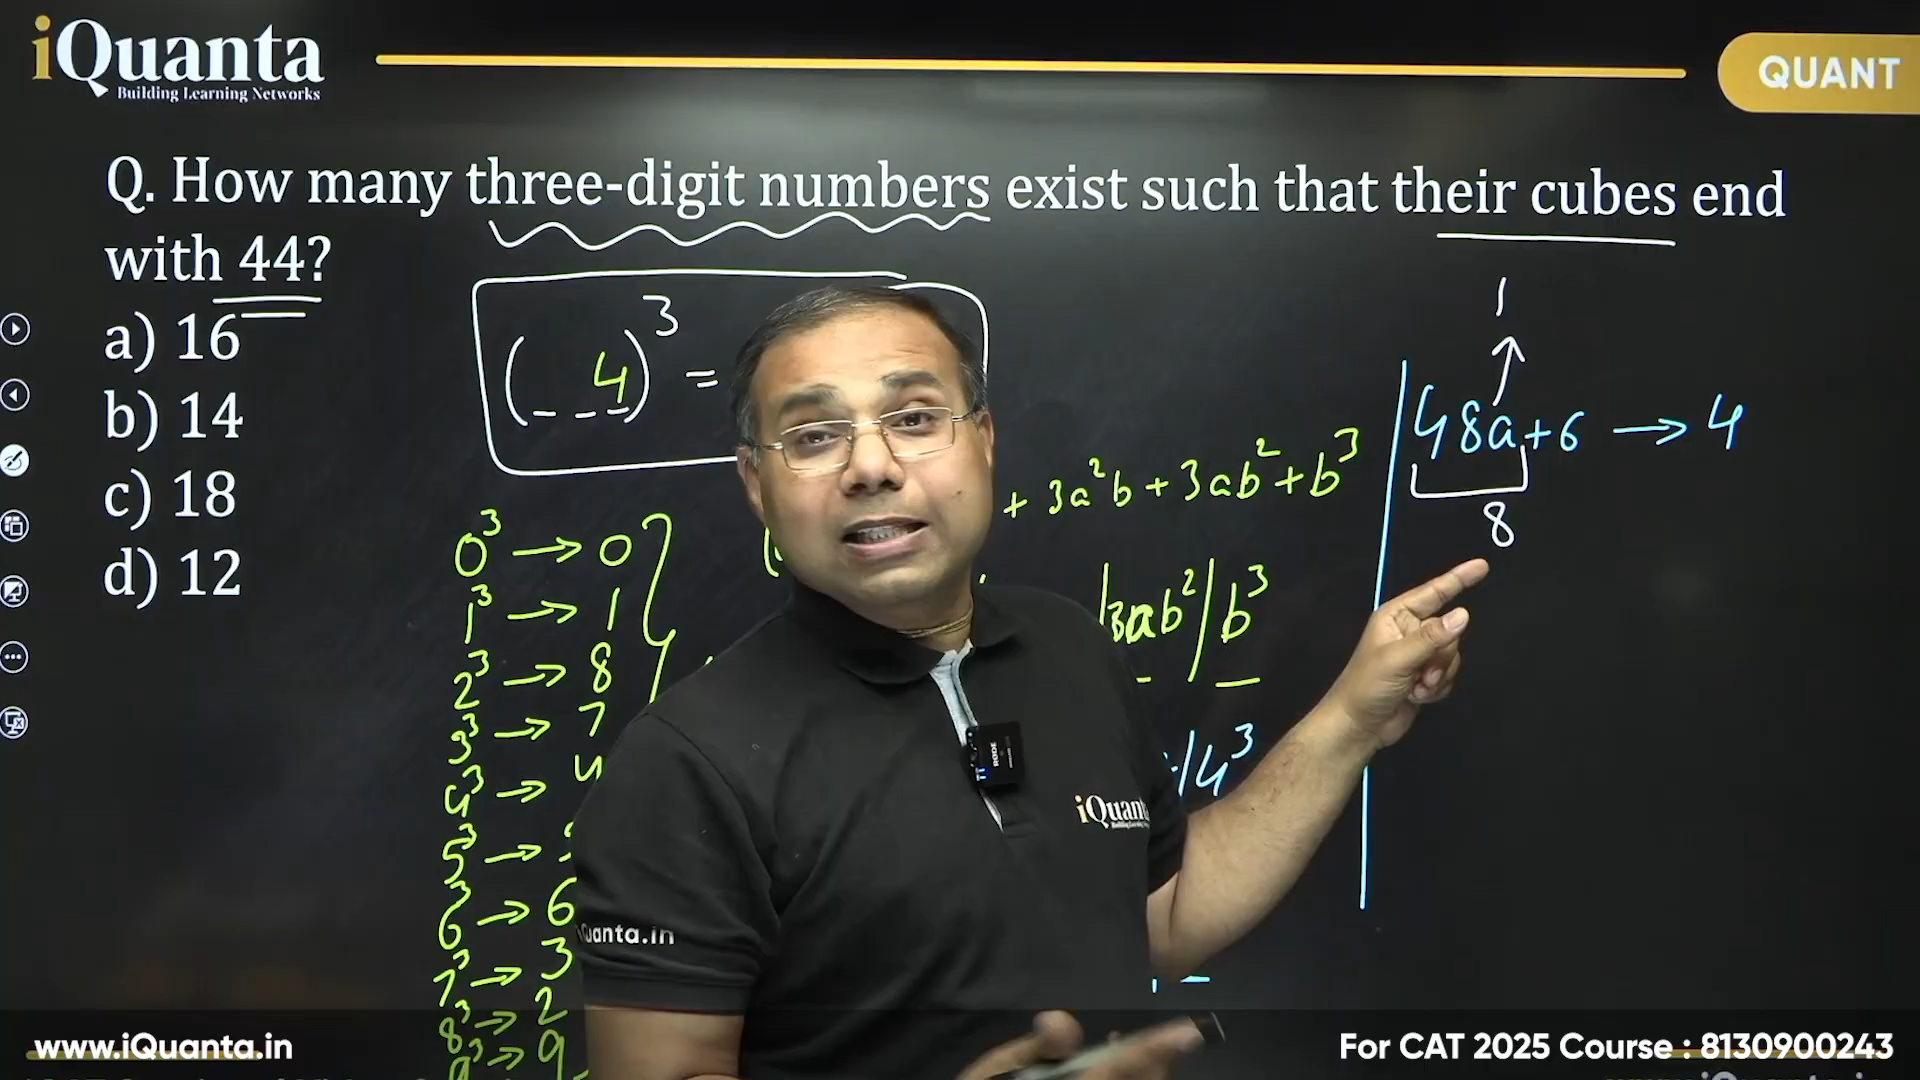 iQuanta
Building Learning Networks
QUANT
Q. How many three-digit numbers exist such that their cubes end
with 44?
a) 16
b) 14
c) 18
d) 12
(_ _ 4)³ =
+ 3a²b + 3ab² + b³
0³ → 0
1³ → 1
2³ → 8
3³ → 7
4³ → 4
5³ →
6³ → 6
7³ → 3
8³ → 2
9³ → 9
|3ab²/b³
/4³
1
48a+6 → 4
8
RODE
iQuant
Quanta.in
www.iQuanta.in
For CAT 2025 Course : 8130900243